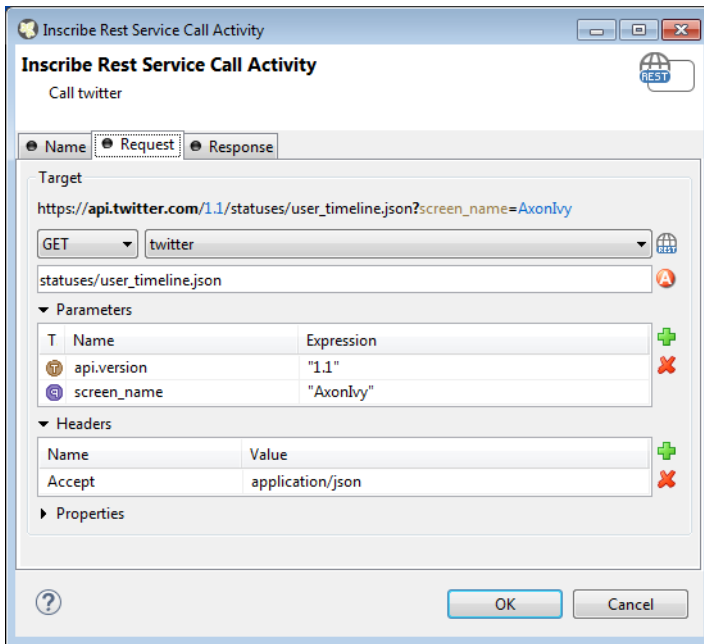 Inscribe Rest Service Call Activity
Inscribe Rest Service Call Activity
Call twitter
REST
Name Request Response
Target
https://api.twitter.com/1.1/statuses/user_timeline.json?screen_name=AxonIvy
GET twitter
REST
statuses/user_timeline.json
A
Parameters
T Name Expression
T api.version "1.1"
q screen_name "AxonIvy"
Headers
Name Value
Accept application/json
Properties
? OK Cancel